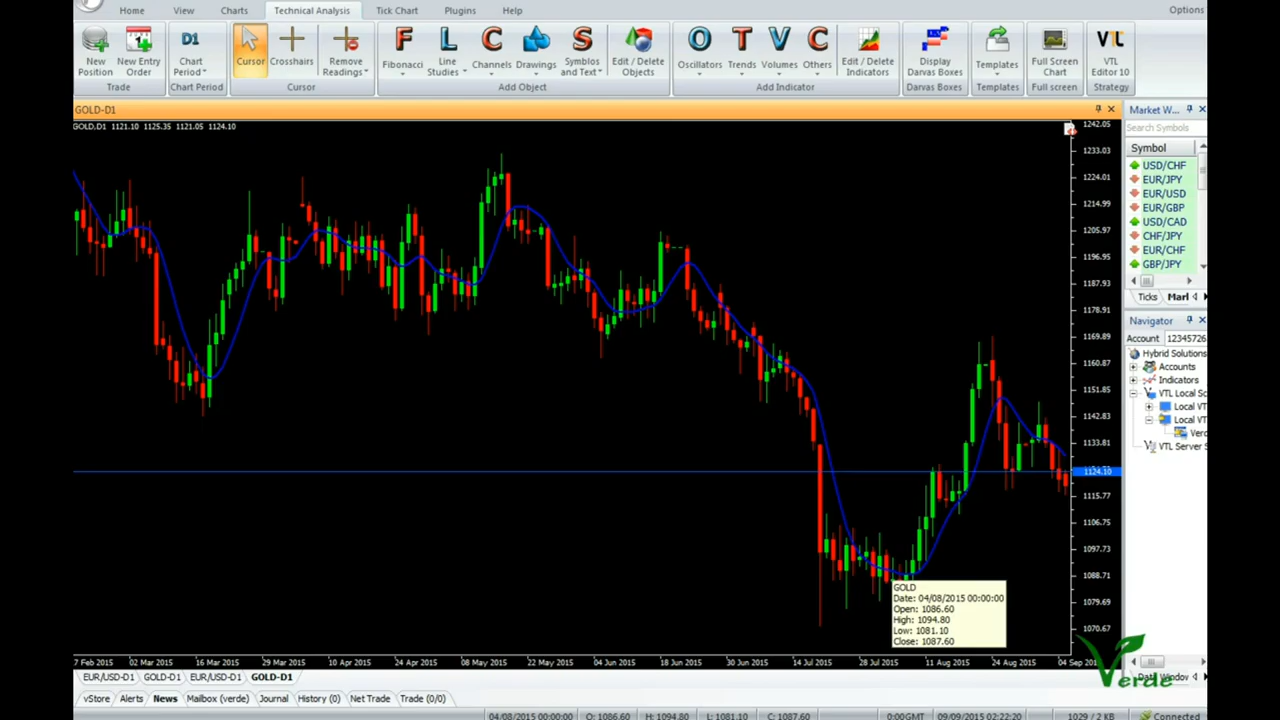 Home View Charts Technical Analysis Tick Chart Plugins Help Options
New Position New Entry Order Chart Period Cursor Crosshairs Remove Readings Fibonacci Line Studies Channels Drawings Symblos and Text Edit / Delete Objects Oscillators Trends Volumes Others Edit / Delete Indicators Display Darvas Boxes Templates Full Screen Chart VTL Editor 10
Trade Chart Period Cursor Add Object Add Indicator Darvas Boxes Templates Full screen Strategy
GOLD-D1
GOLD.D1 1121.10 1125.35 1121.05 1124.10
1242.05
1233.03
1224.01
1214.99
1205.97
1196.95
1187.93
1178.91
1169.89
1160.87
1151.85
1142.83
1133.81
1124.10
1115.77
1106.75
1097.73
1088.71
1079.69
1070.67
GOLD
Date: 04/08/2015 00:00:00
Open: 1086.60
High: 1094.80
Low: 1081.10
Close: 1087.60
7 Feb 2015 02 Mar 2015 16 Mar 2015 29 Mar 2015 10 Apr 2015 24 Apr 2015 08 May 2015 22 May 2015 04 Jun 2015 18 Jun 2015 30 Jun 2015 14 Jul 2015 28 Jul 2015 11 Aug 2015 24 Aug 2015 04 Sep 20
Market W...
Search Symbols
Symbol
USD/CHF
EUR/JPY
EUR/USD
EUR/GBP
USD/CAD
CHF/JPY
EUR/CHF
GBP/JPY
Ticks Marl
Navigator
Account 12345726
Hybrid Solutions
Accounts
Indicators
VTL Local Sc
Local VT
Local VT
Verd
VTL Server S
Verde
EUR/USD-D1 GOLD-D1 EUR/USD-D1 GOLD-D1
vStore Alerts News Mailbox (verde) Journal History (0) Net Trade Trade (0/0)
04/08/2015 00:00:00 O: 1086.60 H: 1094.80 L: 1081.10 C: 1087.60 0:00GMT 09/09/2015 02:22:20 1029 / 2 KB Connected